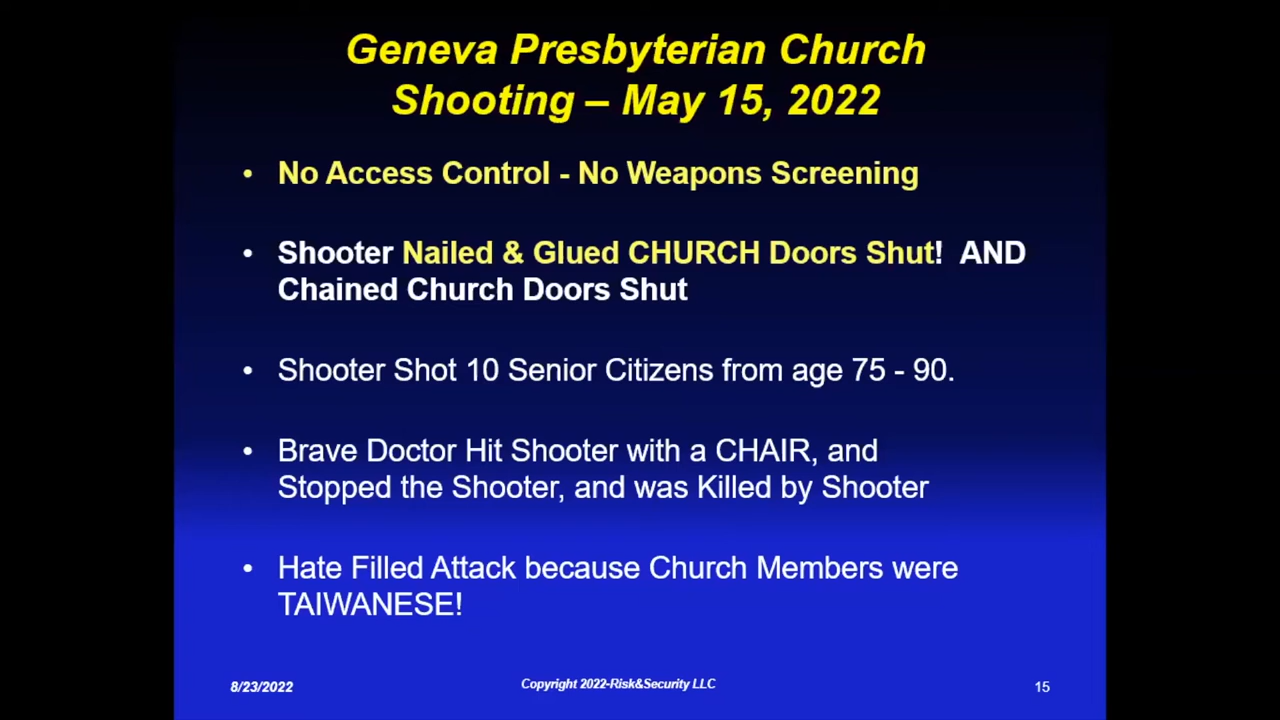 Geneva Presbyterian Church
Shooting – May 15, 2022
• No Access Control - No Weapons Screening
• Shooter Nailed & Glued CHURCH Doors Shut!  AND
Chained Church Doors Shut
• Shooter Shot 10 Senior Citizens from age 75 - 90.
• Brave Doctor Hit Shooter with a CHAIR, and
Stopped the Shooter, and was Killed by Shooter
• Hate Filled Attack because Church Members were
TAIWANESE!
8/23/2022
Copyright 2022-Risk&Security LLC
15